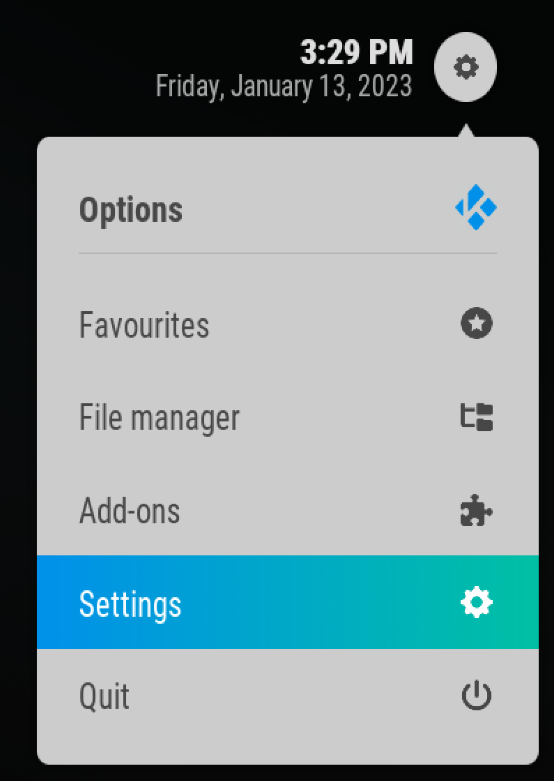 3:29 PM
Friday, January 13, 2023
Options
Favourites
File manager
Add-ons
Settings
Quit